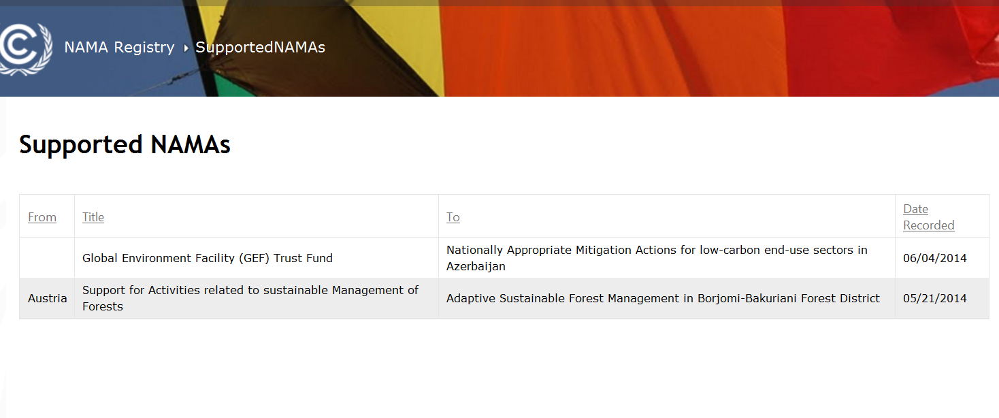 NAMA Registry SupportedNAMAs
Supported NAMAs
From Title To Date Recorded
Global Environment Facility (GEF) Trust Fund
Nationally Appropriate Mitigation Actions for low-carbon end-use sectors in
Azerbaijan
06/04/2014
Austria
Support for Activities related to sustainable Management of
Forests
Adaptive Sustainable Forest Management in Borjomi-Bakuriani Forest District
05/21/2014